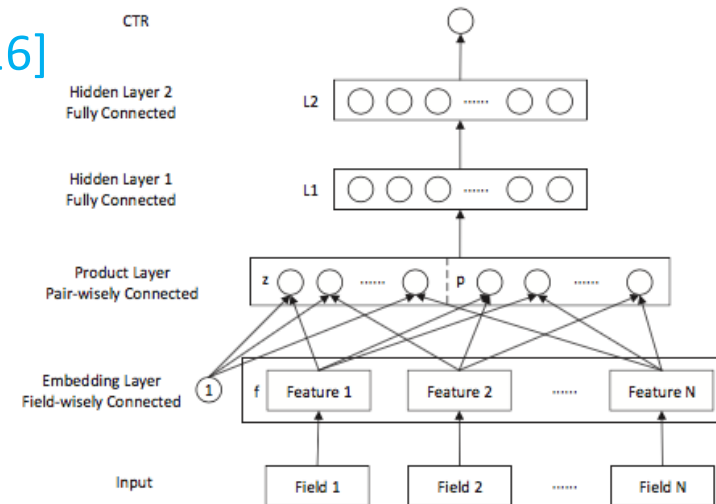 CTR
.6]
Hidden Layer 2
Fully Connected
L2
......
Hidden Layer 1
Fully Connected
L1
......
Product Layer
Pair-wisely Connected
z
......
p
......
Embedding Layer
Field-wisely Connected
1
f
Feature 1
Feature 2
......
Feature N
Input
Field 1
Field 2
......
Field N